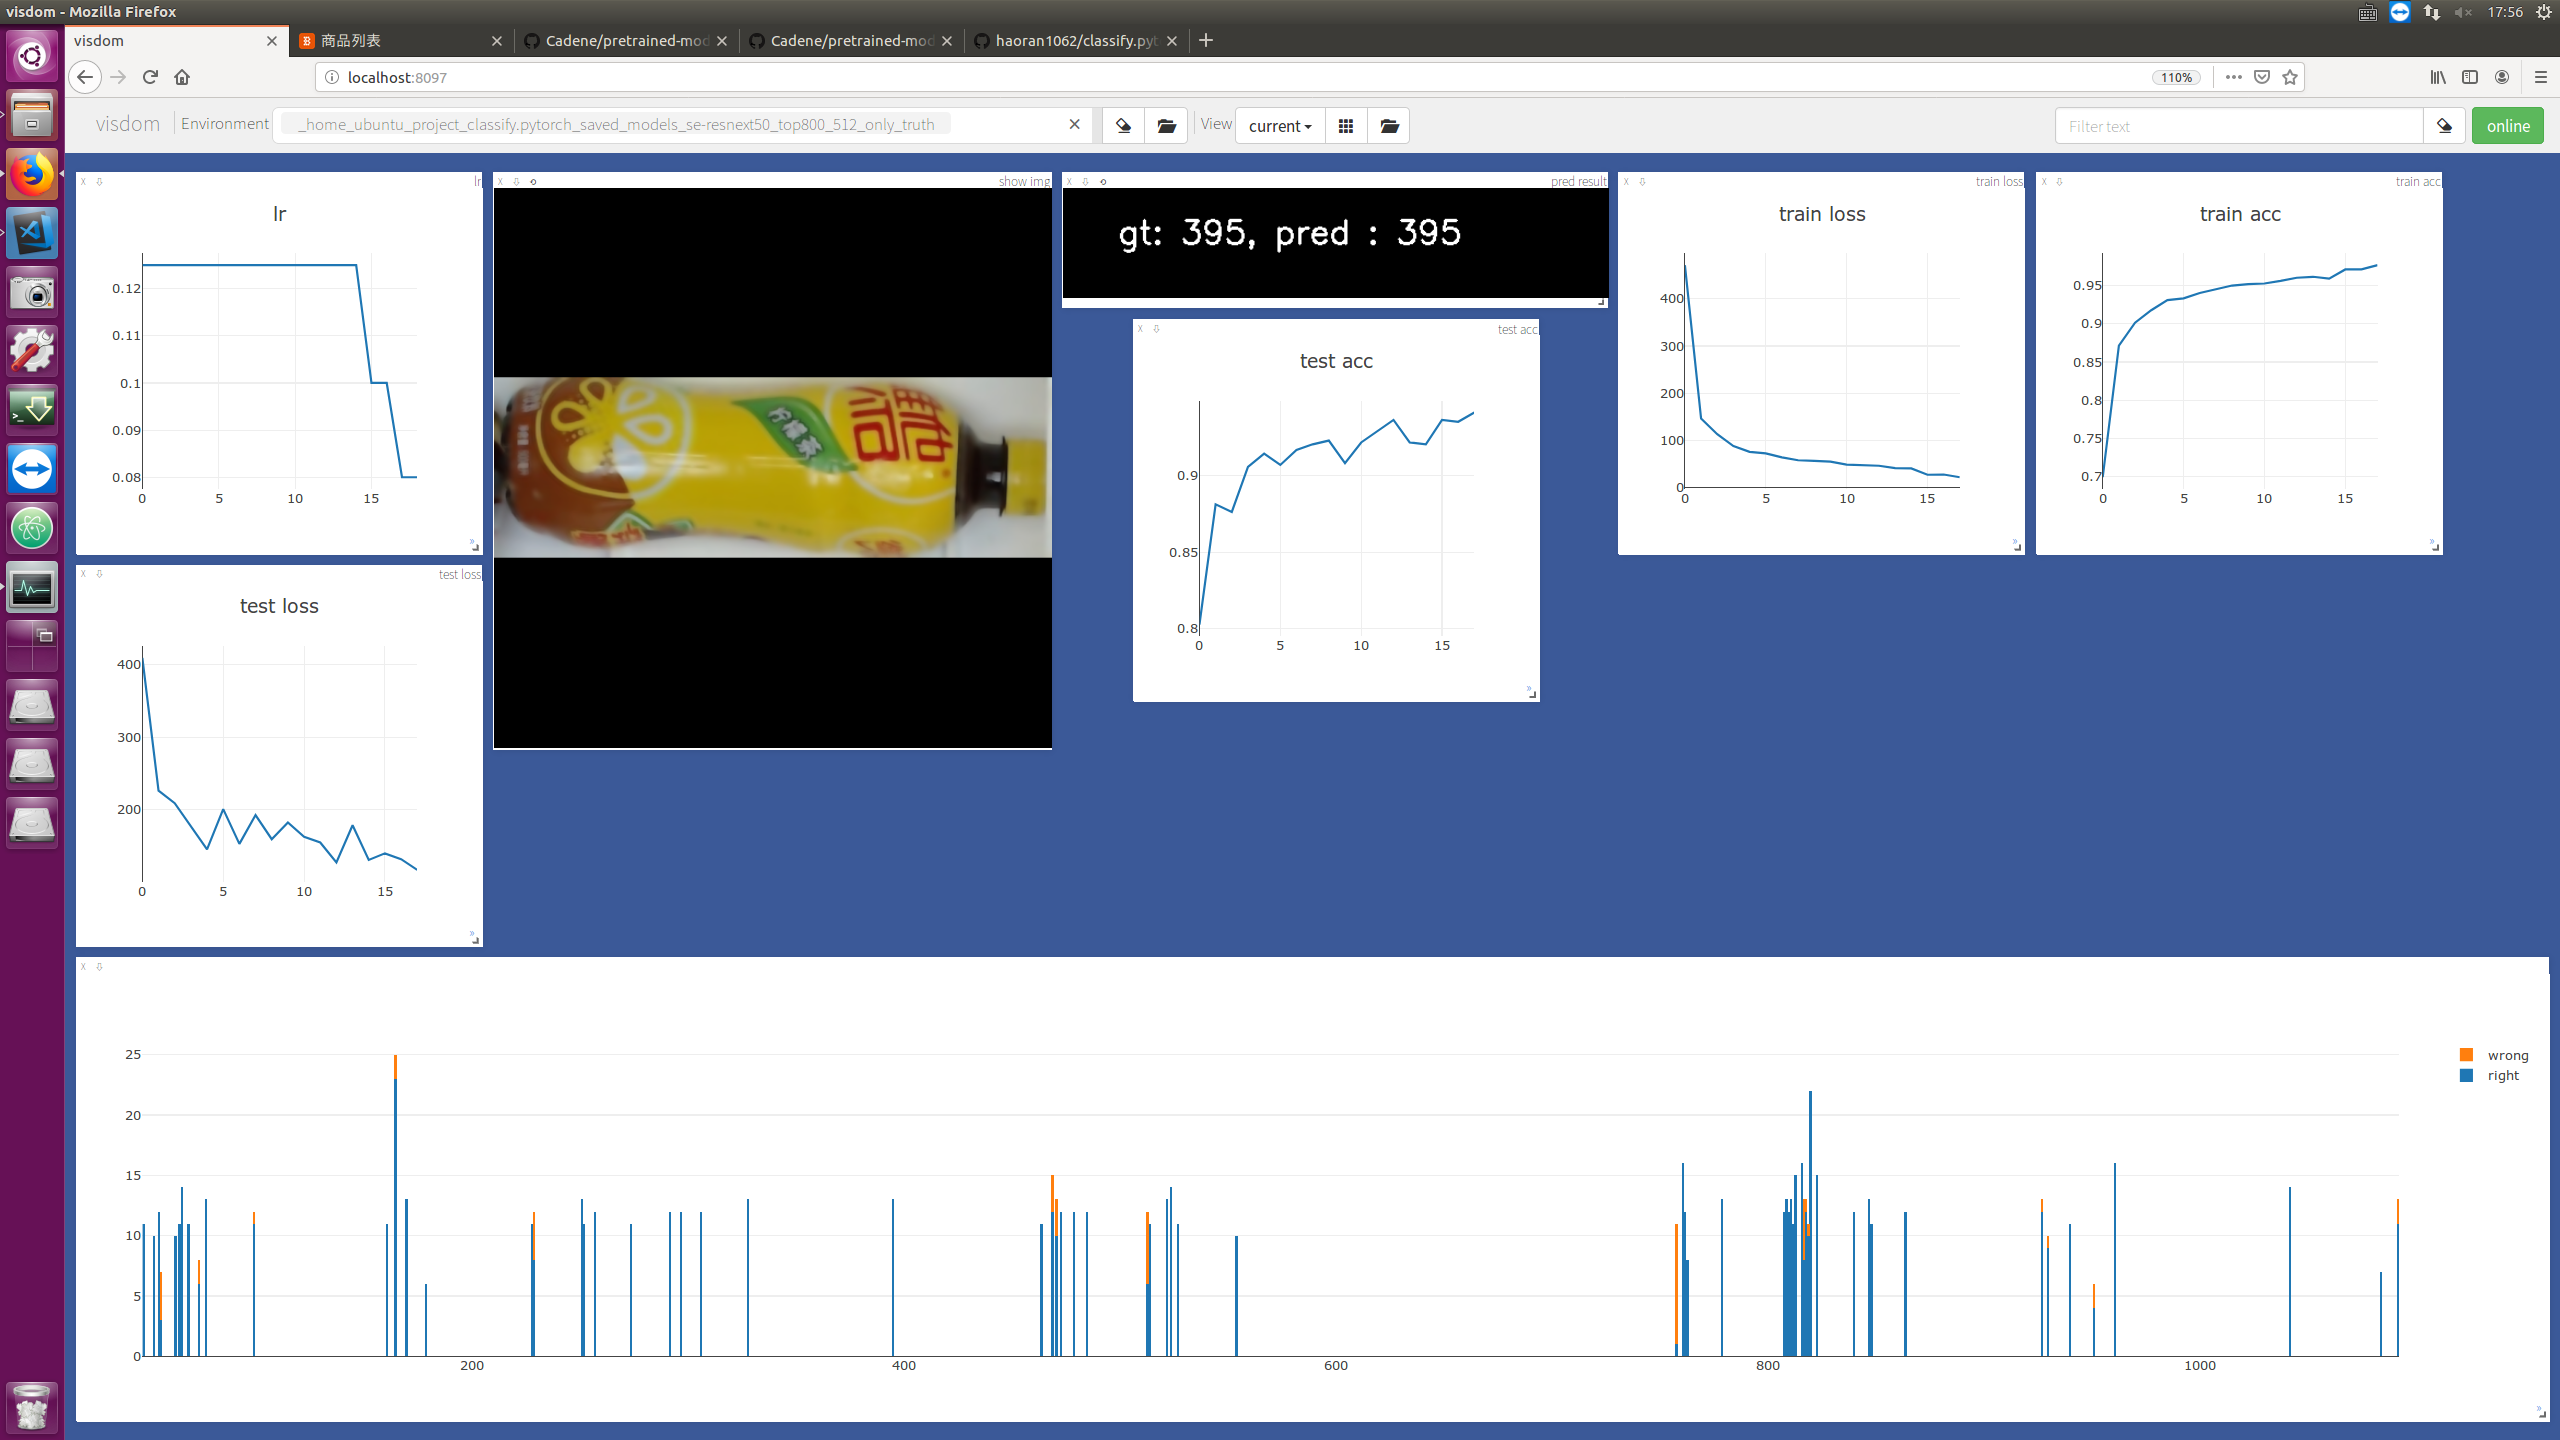 visdom - Mozilla Firefox
17:56
visdom
商品列表
Cadene/pretrained-mod
Cadene/pretrained-mod
haoran1062/classify.pyt
localhost:8097
110%
visdom
Environment
_home_ubuntu_project_classify.pytorch_saved_models_se-resnext50_top800_512_only_truth
View
current
Filter text
online
lr
lr
0.12
0.11
0.1
0.09
0.08
0 5 10 15
show img
柠檬茶
pred result
gt: 395, pred : 395
test acc
test acc
0.9
0.85
0.8
0 5 10 15
train loss
train loss
400
300
200
100
0
0 5 10 15
train acc
train acc
0.95
0.9
0.85
0.8
0.75
0.7
0 5 10 15
test loss
test loss
400
300
200
0 5 10 15
25
20
15
10
5
0
200 400 600 800 1000
wrong
right